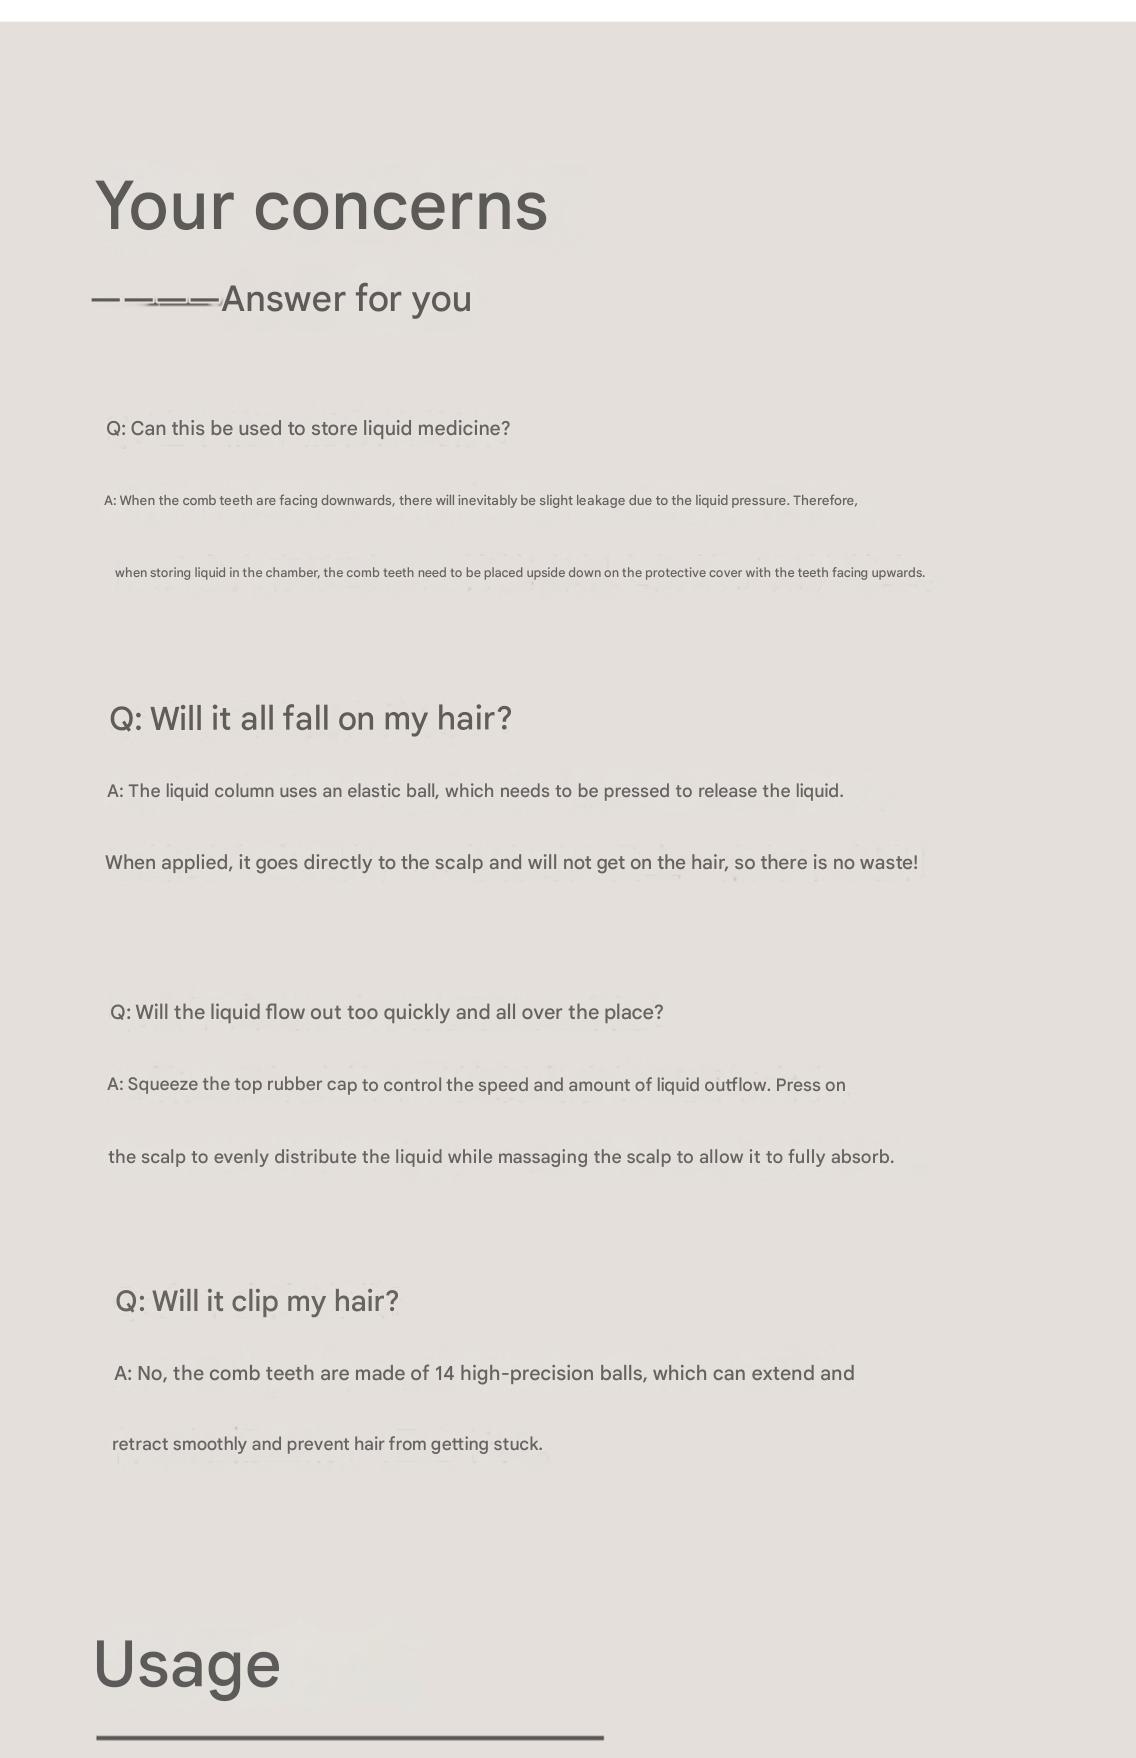 Your concerns
————Answer for you
Q: Can this be used to store liquid medicine?
A: When the comb teeth are facing downwards, there will inevitably be slight leakage due to the liquid pressure. Therefore,
when storing liquid in the chamber, the comb teeth need to be placed upside down on the protective cover with the teeth facing upwards.
Q: Will it all fall on my hair?
A: The liquid column uses an elastic ball, which needs to be pressed to release the liquid.
When applied, it goes directly to the scalp and will not get on the hair, so there is no waste!
Q: Will the liquid flow out too quickly and all over the place?
A: Squeeze the top rubber cap to control the speed and amount of liquid outflow. Press on
the scalp to evenly distribute the liquid while massaging the scalp to allow it to fully absorb.
Q: Will it clip my hair?
A: No, the comb teeth are made of 14 high-precision balls, which can extend and
retract smoothly and prevent hair from getting stuck.
Usage